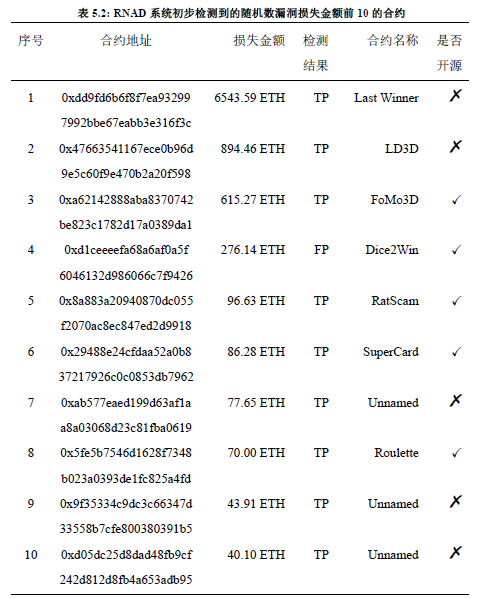 表 5.2: RNAD 系统初步检测到的随机数漏洞损失金额前 10 的合约
序号 合约地址 损失金额 检测 合约名称 是否
结果 开源
1 0xdd9fd6b6f8f7ea93299 6543.59 ETH TP Last Winner ✗
7992bbe67eabb3e316f3c
2 0x47663541167ece0b96d 894.46 ETH TP LD3D ✗
9e5c60f9e470b2a20f598
3 0xa62142888aba8370742 615.27 ETH TP FoMo3D ✓
be823c1782d17a0389da1
4 0xd1ceeeefa68a6af0a5f 276.14 ETH FP Dice2Win ✓
6046132d986066c7f9426
5 0x8a883a20940870dc055 96.63 ETH TP RatScam ✓
f2070ac8ec847ed2d9918
6 0x29488e24cfdaa52a0b8 86.28 ETH TP SuperCard ✓
37217926c0c0853db7962
7 0xab577eaed199d63af1a 77.65 ETH TP Unnamed ✗
a8a03068d23c81fba0619
8 0x5fe5b7546d1628f7348 70.00 ETH TP Roulette ✓
b023a0393de1fc825a4fd
9 0x9f35334c9dc3c66347d 43.91 ETH TP Unnamed ✗
33558b7cfe800380391b5
10 0xd05dc25d8dad48fb9cf 40.10 ETH TP Unnamed ✗
242d812d8fb4a653adb95